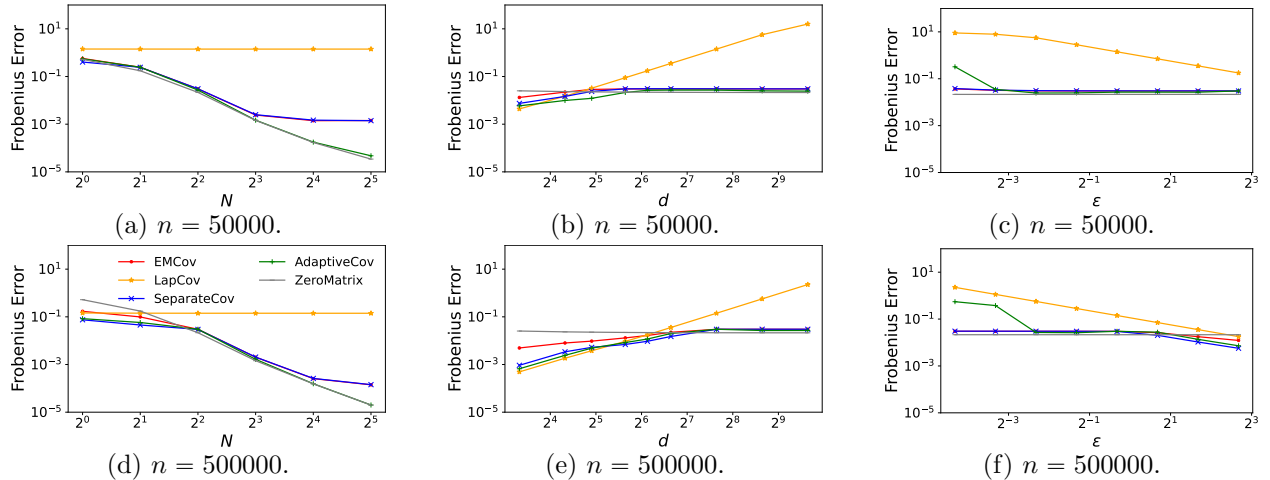 Frobenius Error
10^1
10^-1
10^-3
10^-5
2^0 2^1 2^2 2^3 2^4 2^5
N
(a) n = 50000.
Frobenius Error
10^1
10^-1
10^-3
10^-5
2^4 2^5 2^6 2^7 2^8 2^9
d
(b) n = 50000.
Frobenius Error
10^1
10^-1
10^-3
10^-5
2^-3 2^-1 2^1 2^3
ε
(c) n = 50000.
Frobenius Error
10^1
10^-1
10^-3
10^-5
EMCov
LapCov
SeparateCov
AdaptiveCov
ZeroMatrix
2^0 2^1 2^2 2^3 2^4 2^5
N
(d) n = 500000.
Frobenius Error
10^1
10^-1
10^-3
10^-5
2^4 2^5 2^6 2^7 2^8 2^9
d
(e) n = 500000.
Frobenius Error
10^1
10^-1
10^-3
10^-5
2^-3 2^-1 2^1 2^3
ε
(f) n = 500000.